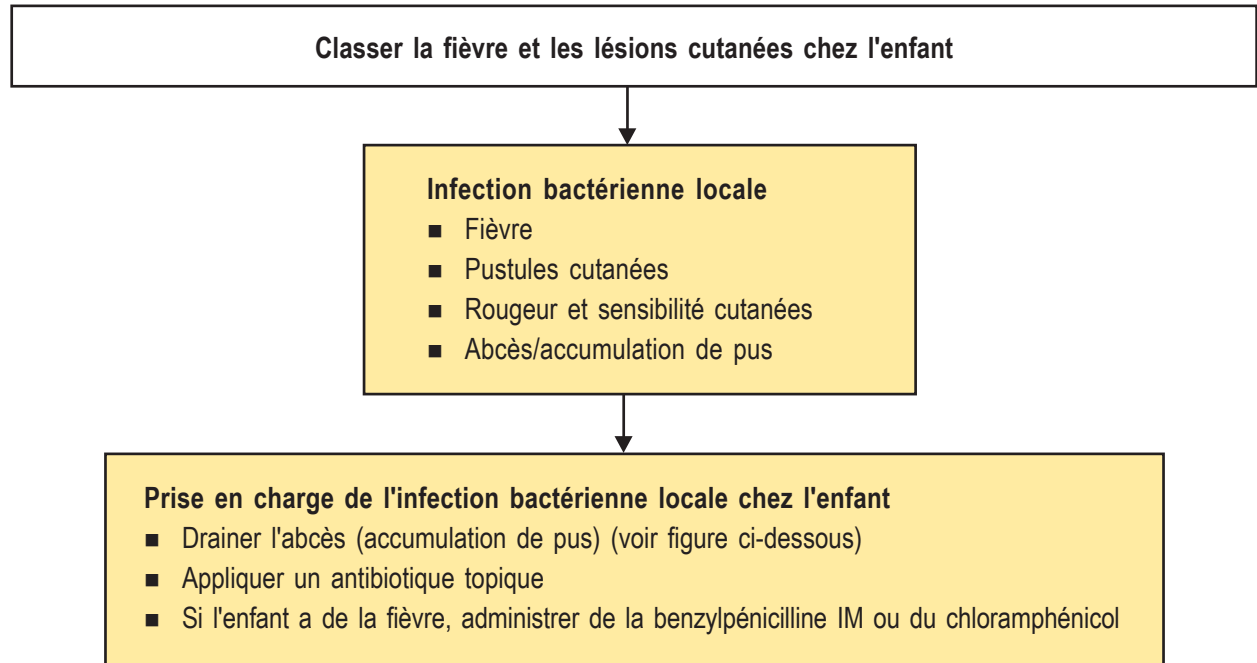 Classer la fièvre et les lésions cutanées chez l'enfant
Infection bactérienne locale
■ Fièvre
■ Pustules cutanées
■ Rougeur et sensibilité cutanées
■ Abcès/accumulation de pus
Prise en charge de l'infection bactérienne locale chez l'enfant
■ Drainer l'abcès (accumulation de pus) (voir figure ci-dessous)
■ Appliquer un antibiotique topique
■ Si l'enfant a de la fièvre, administrer de la benzylpénicilline IM ou du chloramphénicol